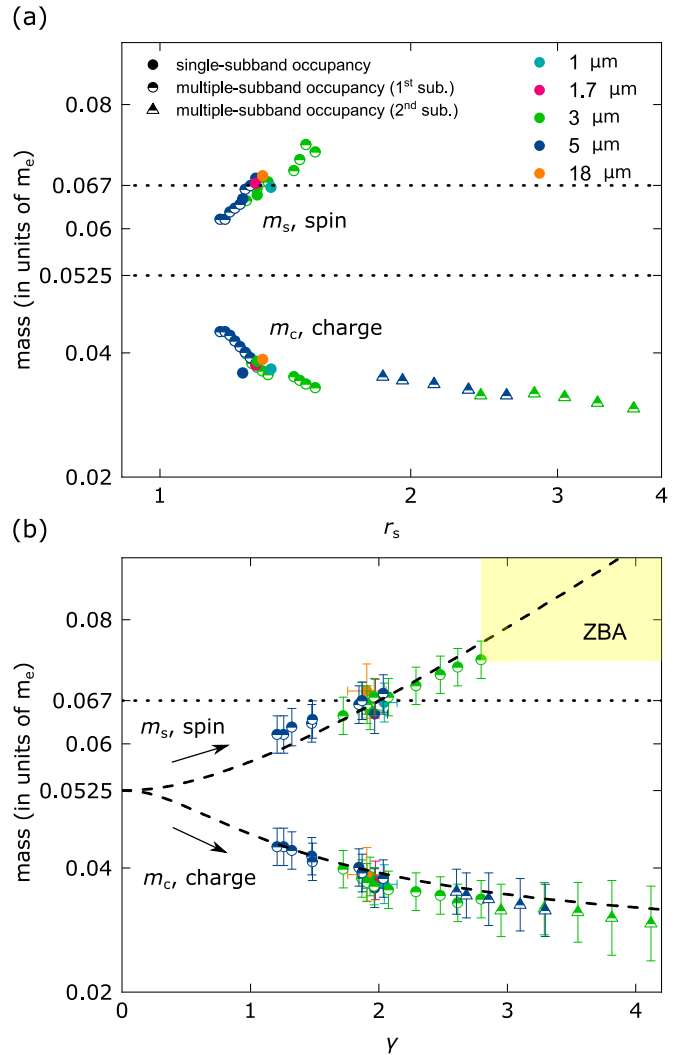 (a)
single-subband occupancy
multiple-subband occupancy (1st sub.)
multiple-subband occupancy (2nd sub.)
1 μm
1.7 μm
3 μm
5 μm
18 μm
0.08
0.067
0.06
0.0525
0.04
0.02
mass (in units of me)
ms, spin
mc, charge
1
2
3
4
rs
(b)
ZBA
0.08
0.067
0.06
0.0525
0.04
0.02
mass (in units of me)
ms, spin
mc, charge
0
1
2
3
4
γ